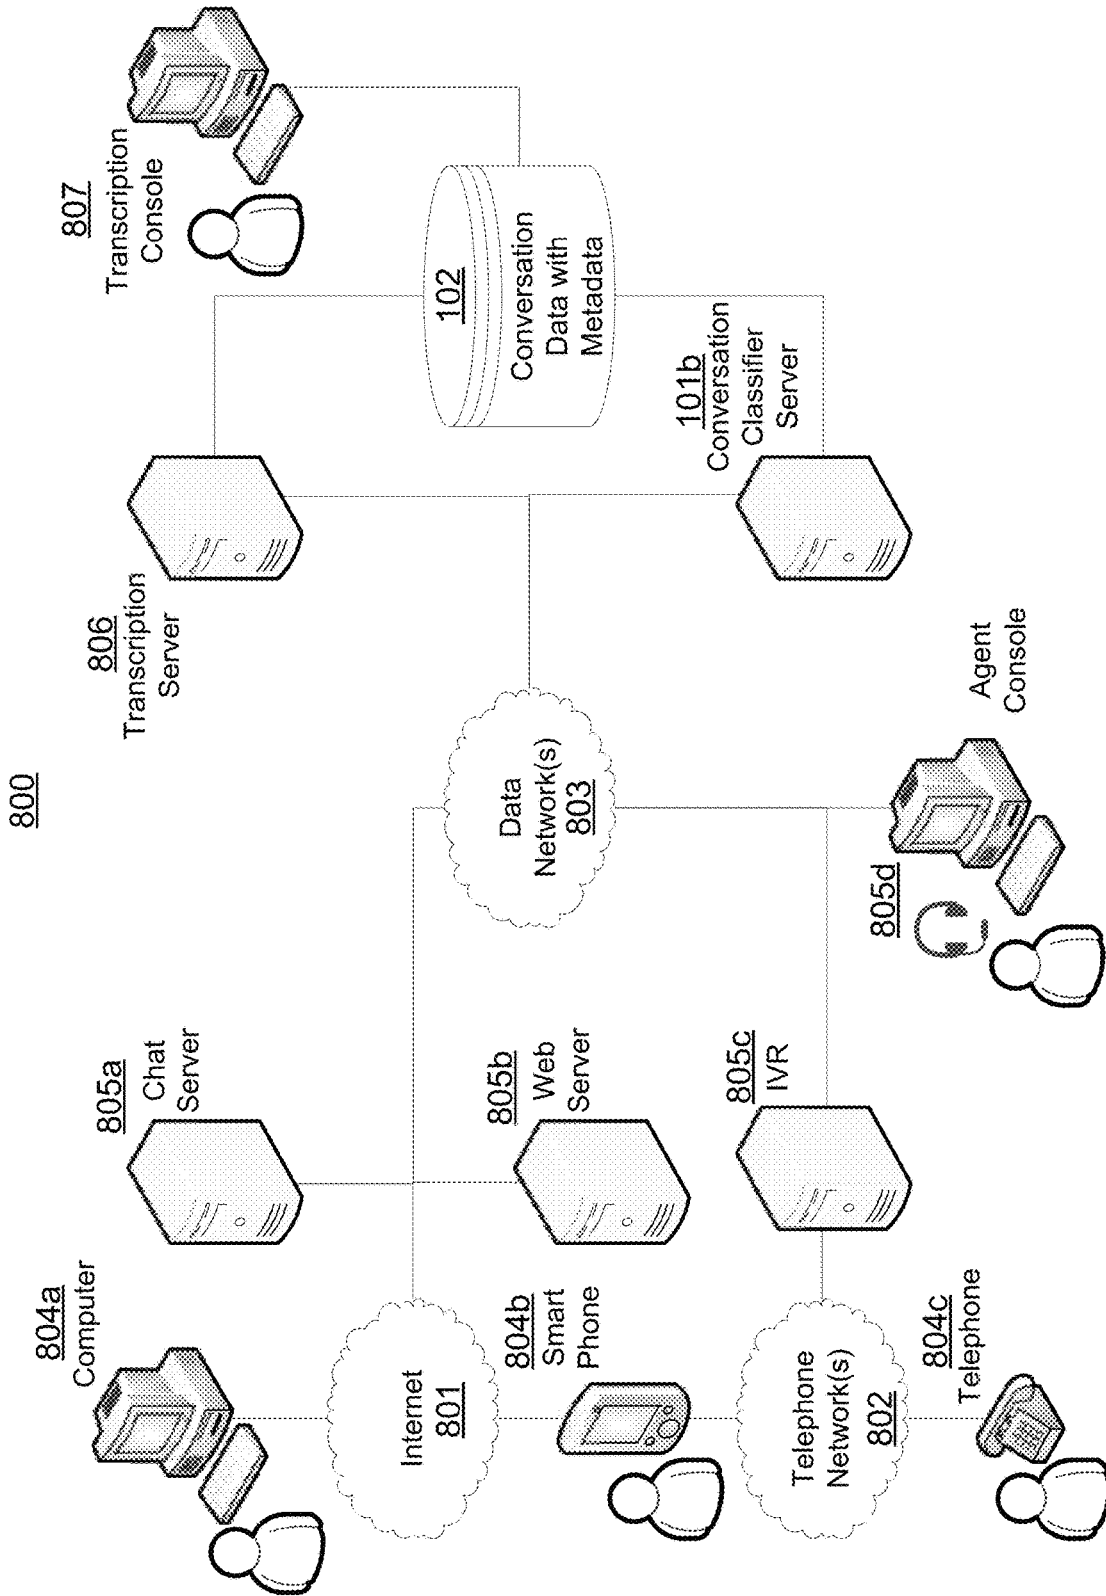 800
804a
Computer
Internet
801
804b
Smart
Phone
Telephone
Network(s)
802
804c
Telephone
805a
Chat
Server
805b
Web
Server
805c
IVR
Data
Network(s)
803
805d
Agent
Console
806
Transcription
Server
101b
Conversation
Classifier
Server
102
Conversation
Data with
Metadata
807
Transcription
Console